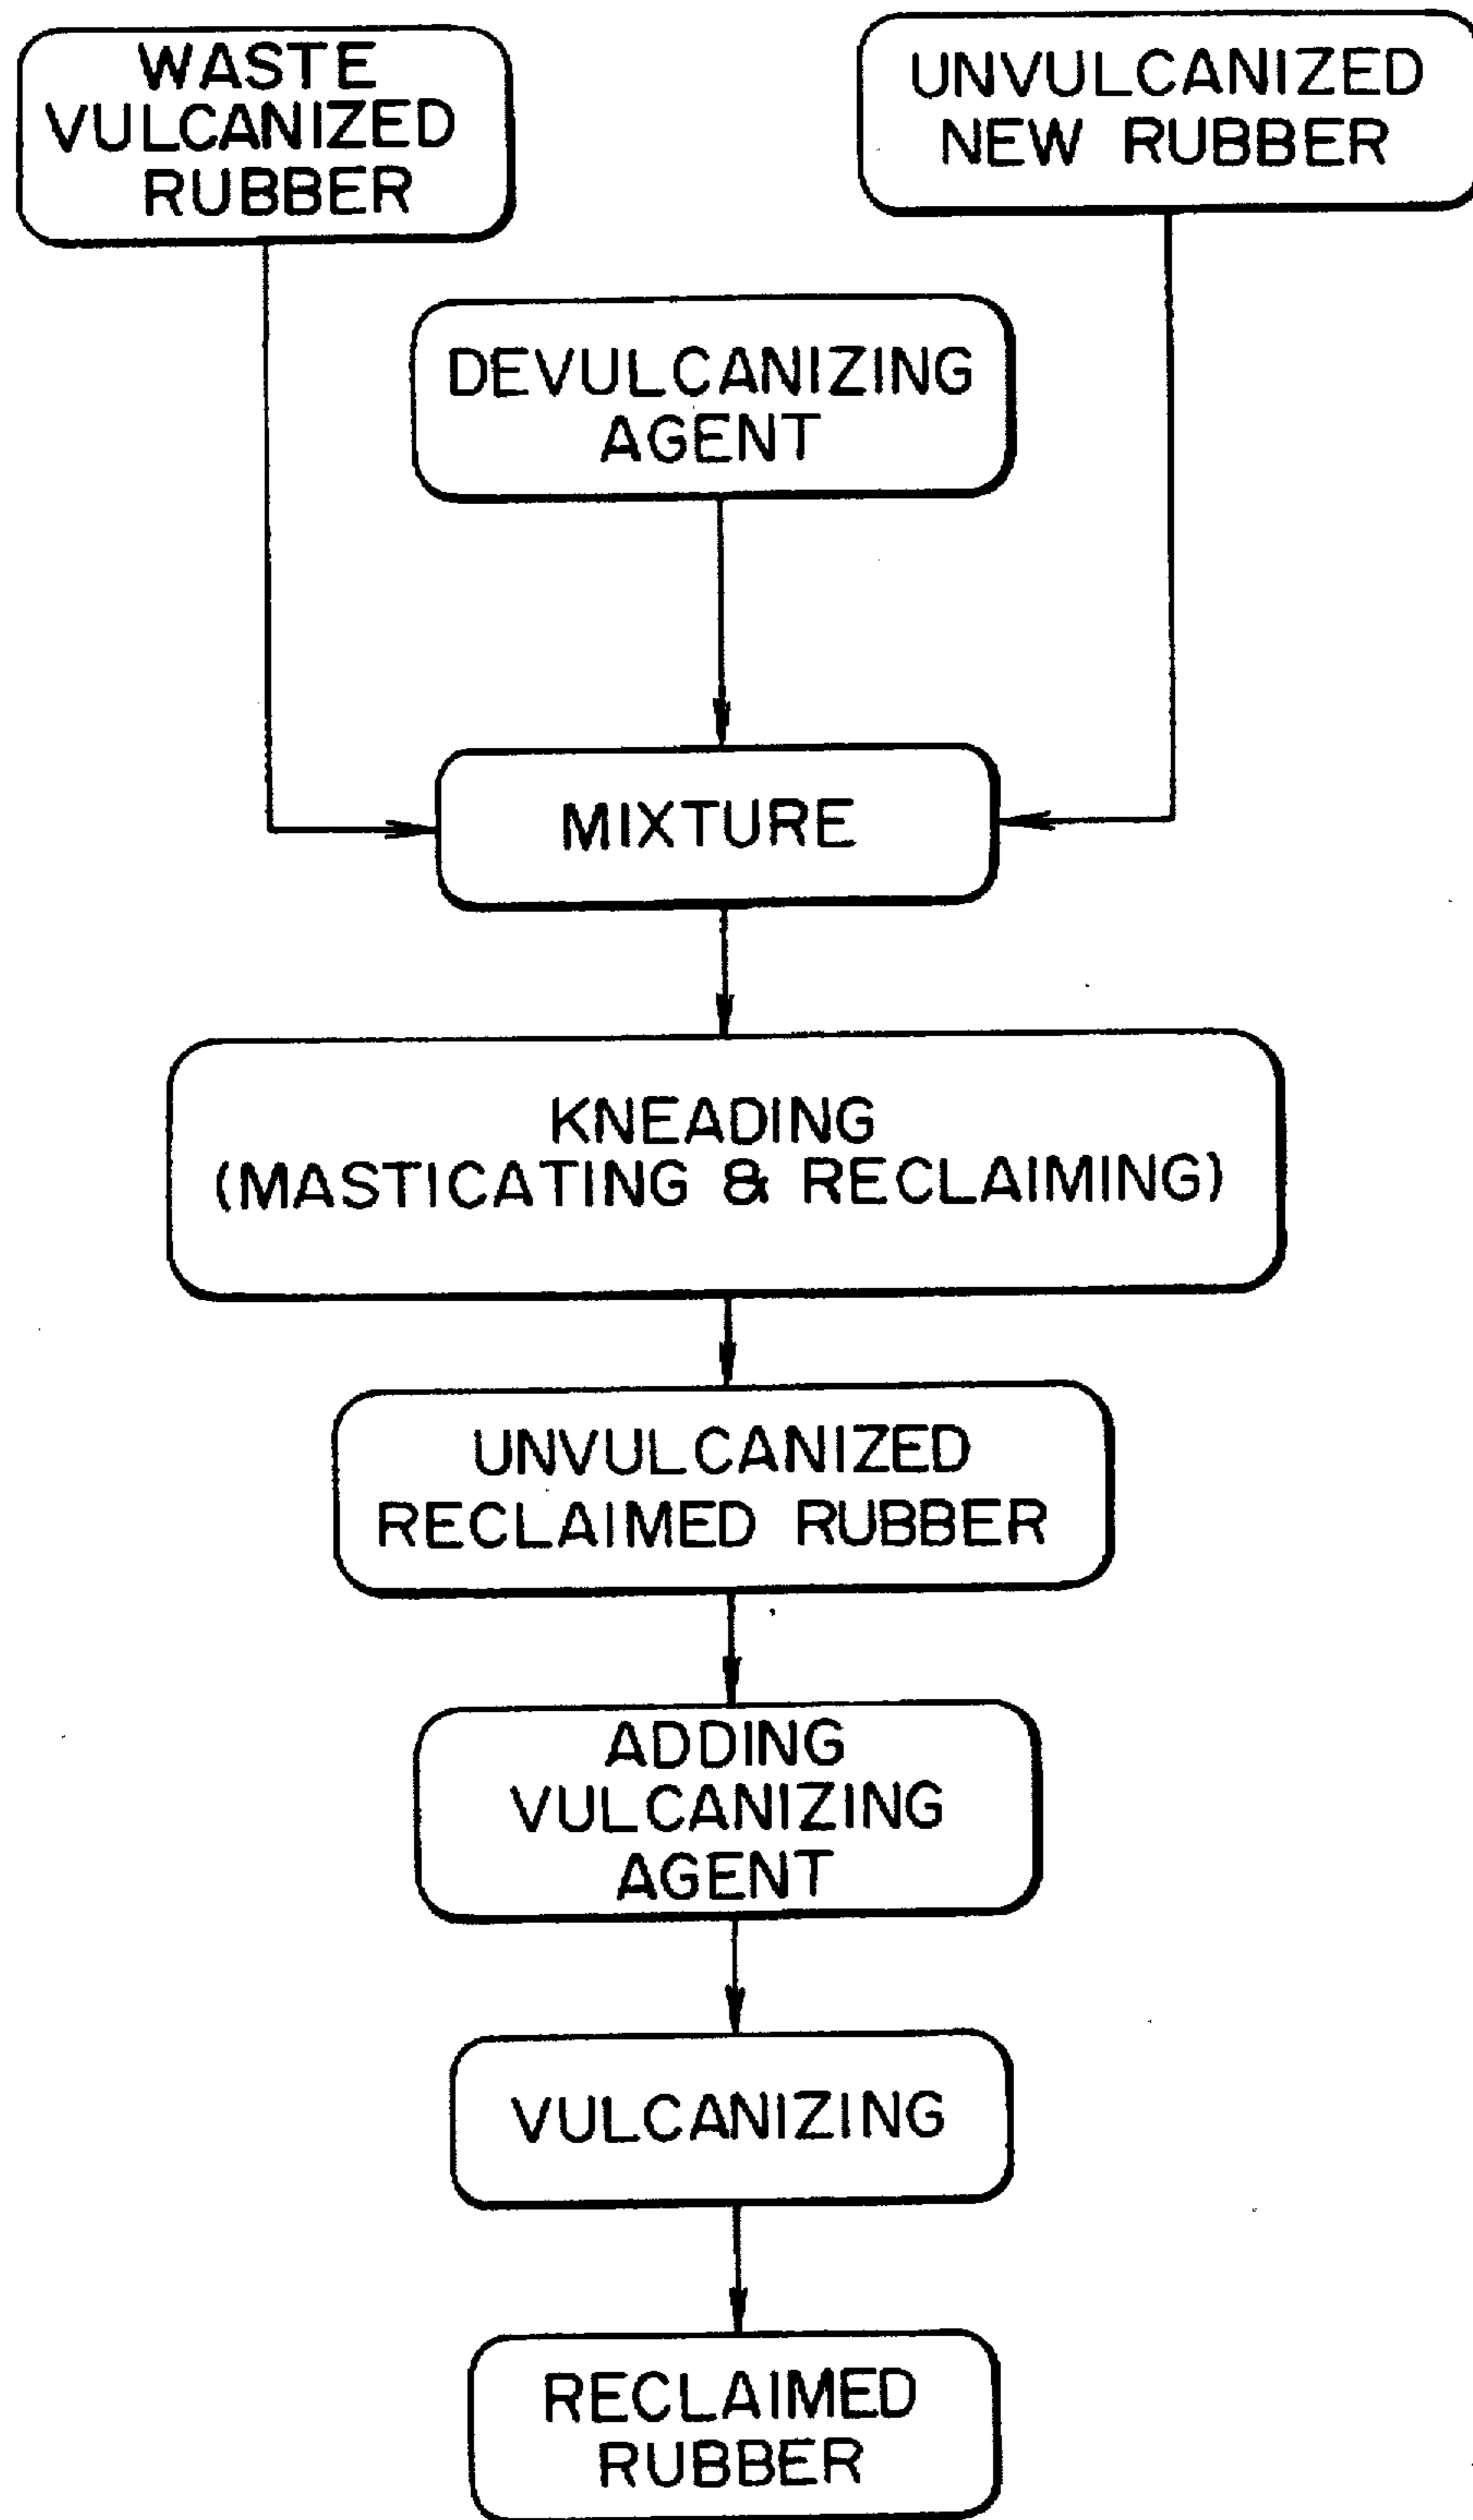 WASTE
VULCANIZED
RUBBER
UNVULCANIZED
NEW RUBBER
DEVULCANIZING
AGENT
MIXTURE
KNEADING
(MASTICATING & RECLAIMING)
UNVULCANIZED
RECLAIMED RUBBER
ADDING
VULCANIZING
AGENT
VULCANIZING
RECLAIMED
RUBBER